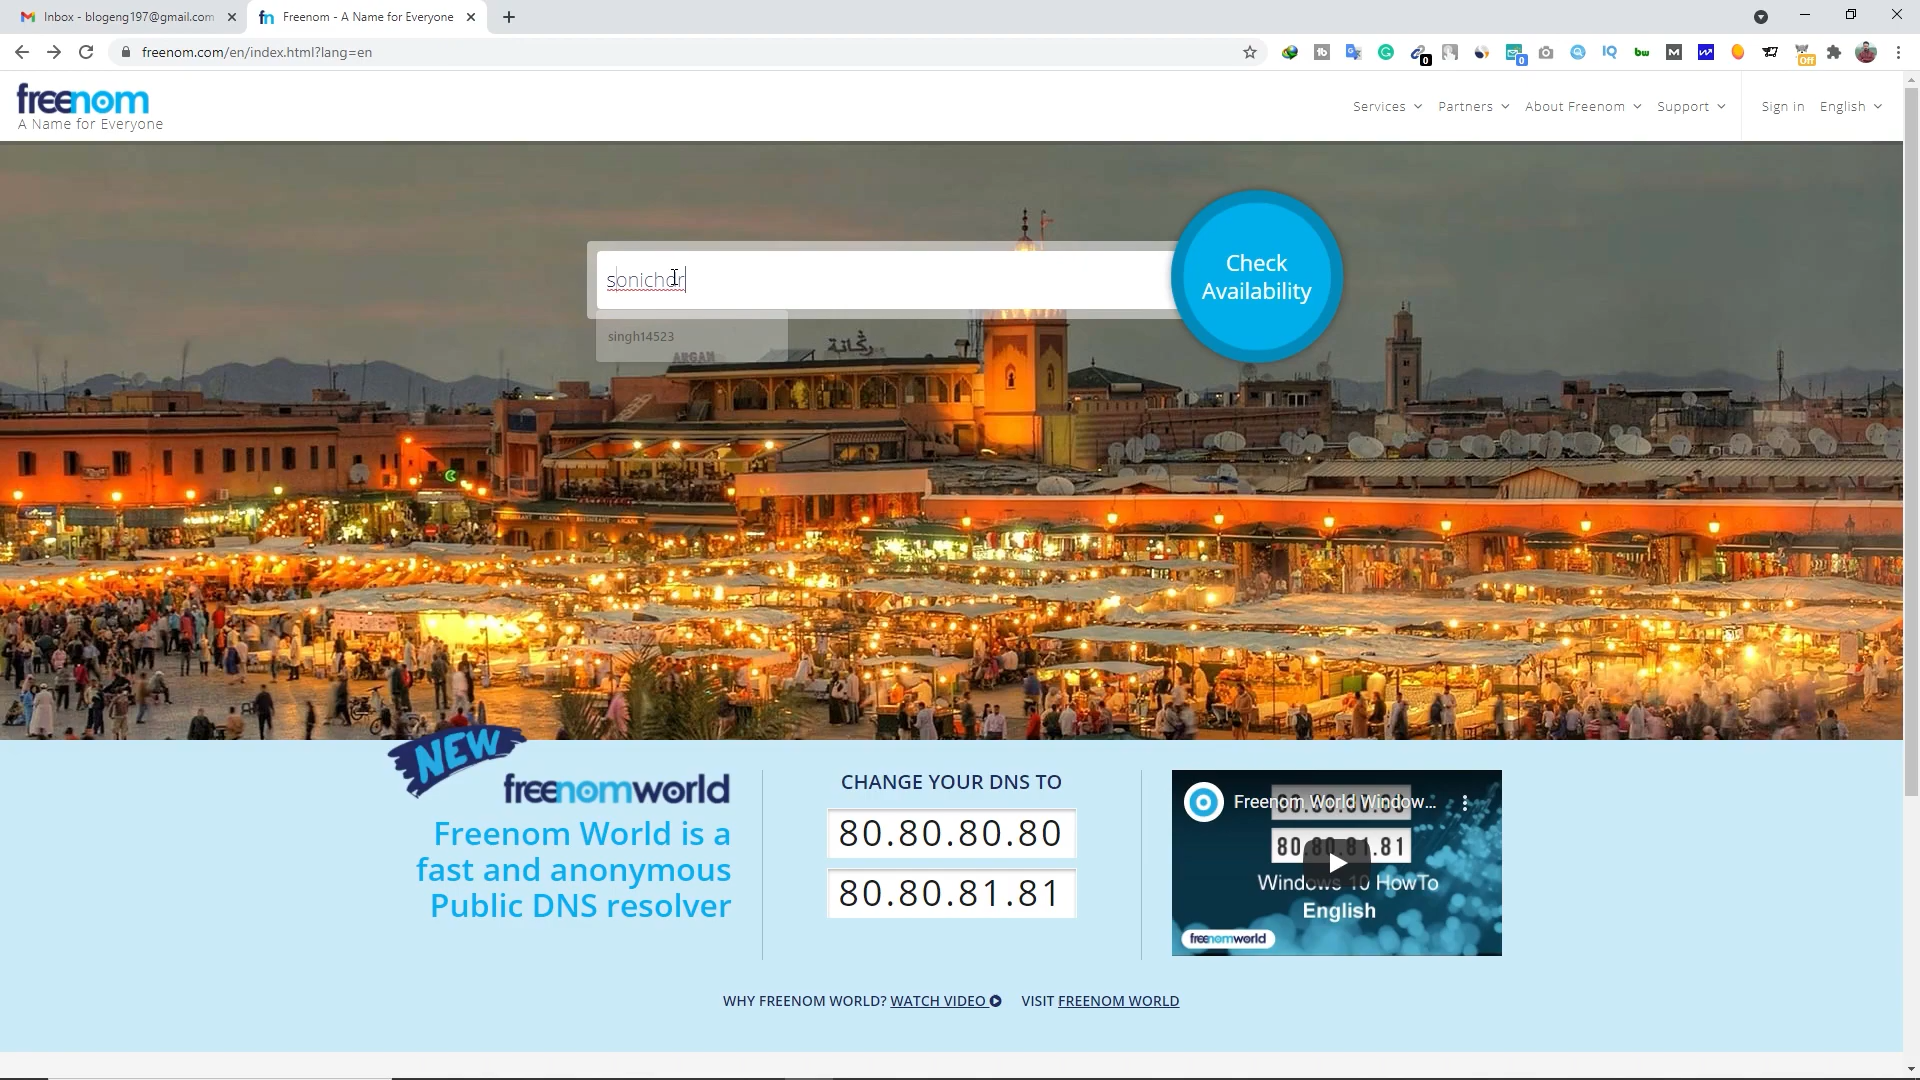 Inbox - blogeng197@gmail.com
Freenom - A Name for Everyone
freenom.com/en/index.html?lang=en
freenom
A Name for Everyone
Services
Partners
About Freenom
Support
Sign in
English
Check
Availability
singh14523
ARGAN
NEW
freenomworld
Freenom World is a
fast and anonymous
Public DNS resolver
CHANGE YOUR DNS TO
80.80.80.80
80.80.81.81
Freenom World Window...
80.80.81.81
Windows 10 HowTo
English
freenomworld
WHY FREENOM WORLD? WATCH VIDEO
VISIT FREENOM WORLD